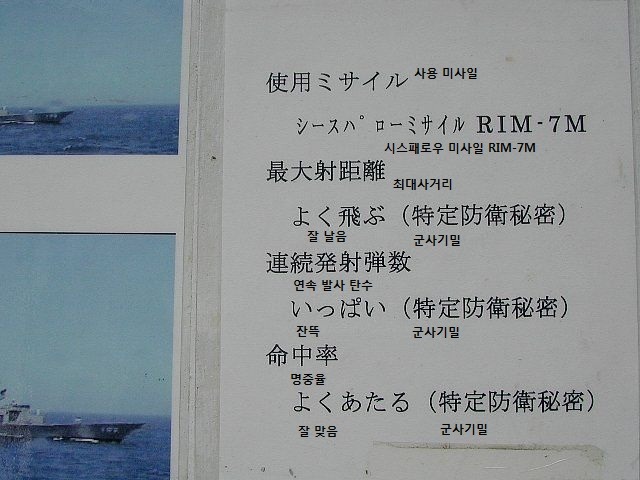 使用ミサイル 사용 미사일
シースパローミサイル RIM-7M
시스패로우 미사일 RIM-7M
最大射距離 최대사거리
よく飛ぶ（特定防衛秘密）
잘 날음 군사기밀
連続発射弾数
연속 발사 탄수
いっぱい（特定防衛秘密）
잔뜩 군사기밀
命中率
명중율
よくあたる（特定防衛秘密）
잘 맞음 군사기밀